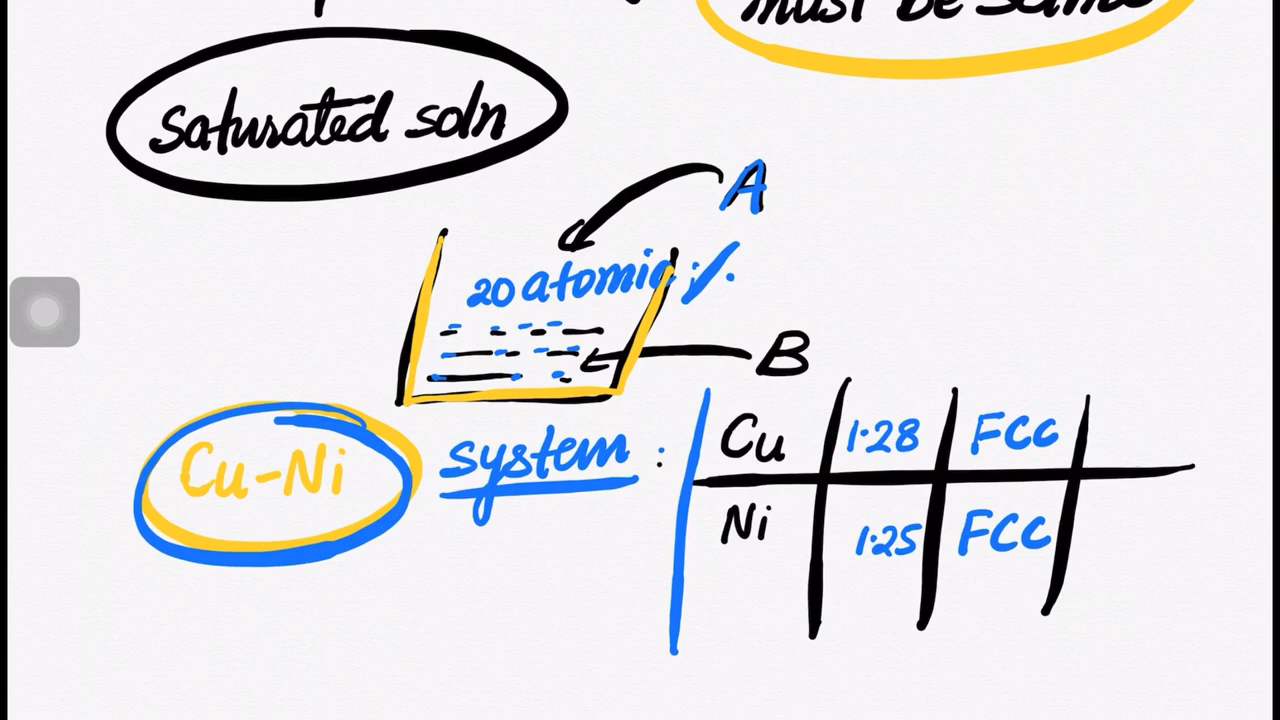 must be same
saturated soln
A
20 atomic %
B
Cu-Ni system : Cu 1.28 FCC
Ni 1.25 FCC